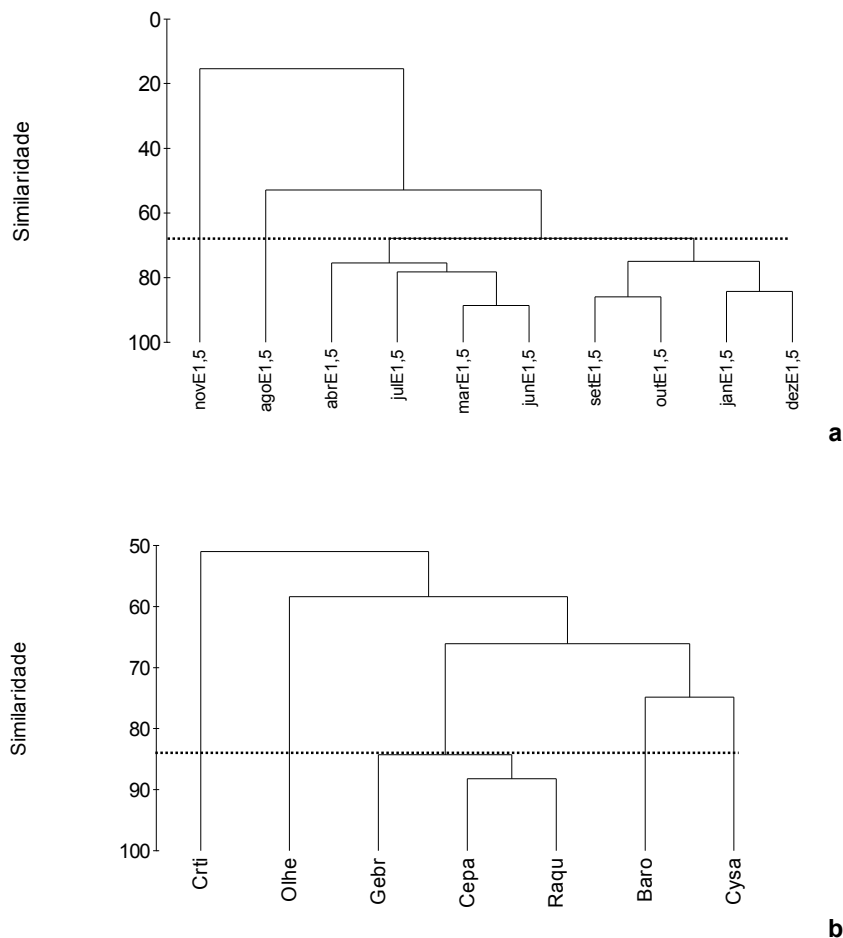 Similaridade
0
20
40
60
80
100
novE1,5
agoE1,5
abrE1,5
julE1,5
marE1,5
junE1,5
setE1,5
outE1,5
janE1,5
dezE1,5
a
Similaridade
50
60
70
80
90
100
Crti
Olhe
Gebr
Cepa
Raqu
Baro
Cysa
b